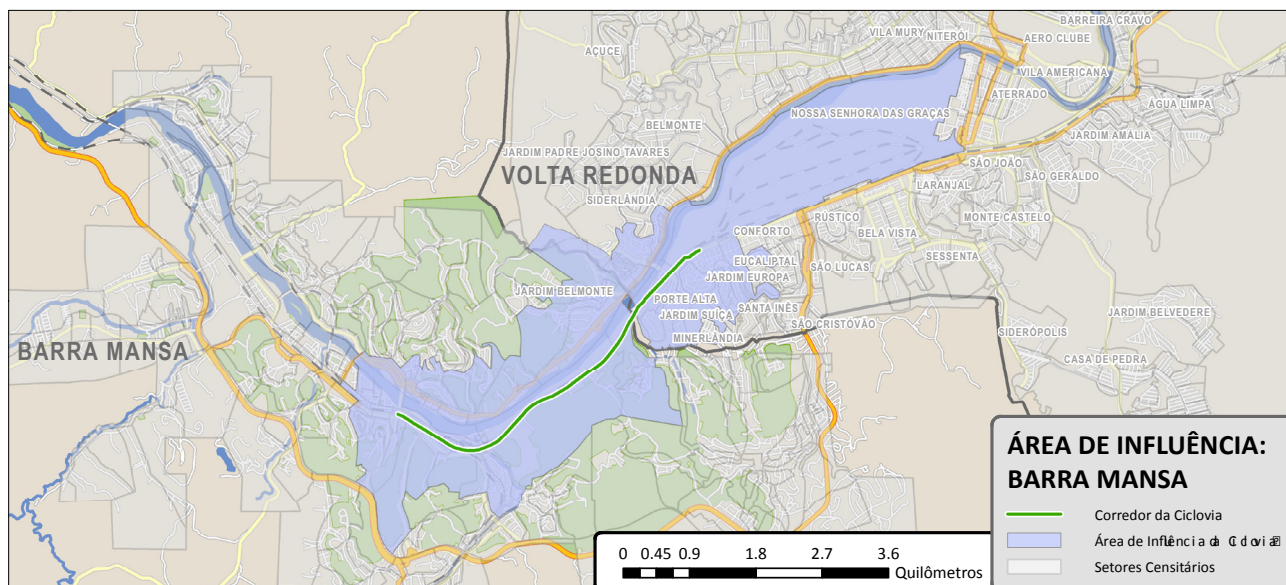 BARREIRA CRAVO
VILA MURY
NITERÓI
AERO CLUBE
AÇUCE
VILA AMERICANA
ATERRADO
ÁGUA LIMPA
NOSSA SENHORA DAS GRAÇAS
BELMONTE
JARDIM AMÁLIA
JARDIM PADRE JOSINO TAVARES
SÃO JOÃO
VOLTA REDONDA
SÃO GERALDO
LARANJAL
SIDERLÂNDIA
RÚSTICO
MONTE CASTELO
CONFORTO
BELA VISTA
EUCALIPTAL
SÃO LUCAS
SESSENTA
JARDIM EUROPA
JARDIM BELMONTE
PORTE ALTA
SANTA INÊS
JARDIM SUÍÇA
JARDIM BELVEDERE
SÃO CRISTÓVÃO
SIDERÓPOLIS
MINERLÂNDIA
BARRA MANSA
CASA DE PEDRA
ÁREA DE INFLUÊNCIA:
BARRA MANSA
Corredor da Ciclovia
Área de
Setores Censitários
0 0.45 0.9 1.8 2.7 3.6
Quilômetros